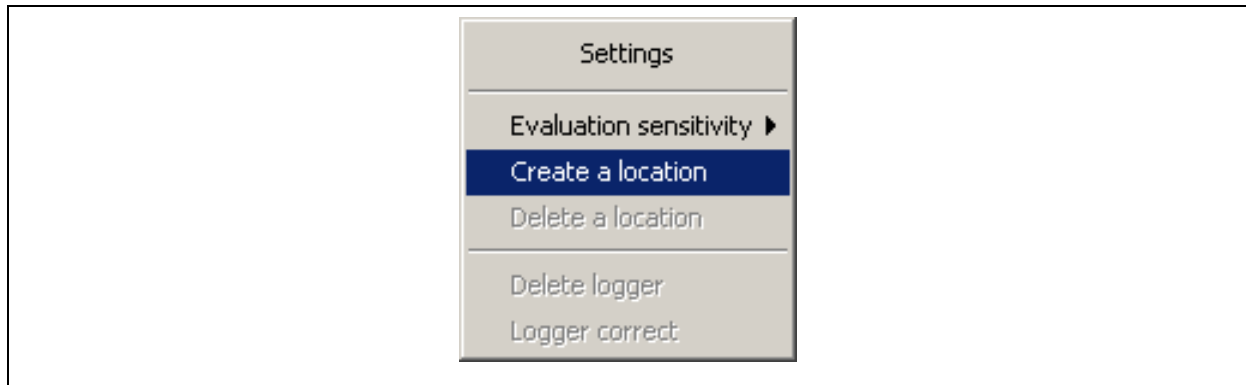 Settings
Evaluation sensitivity
Create a location
Delete a location
Delete logger
Logger correct